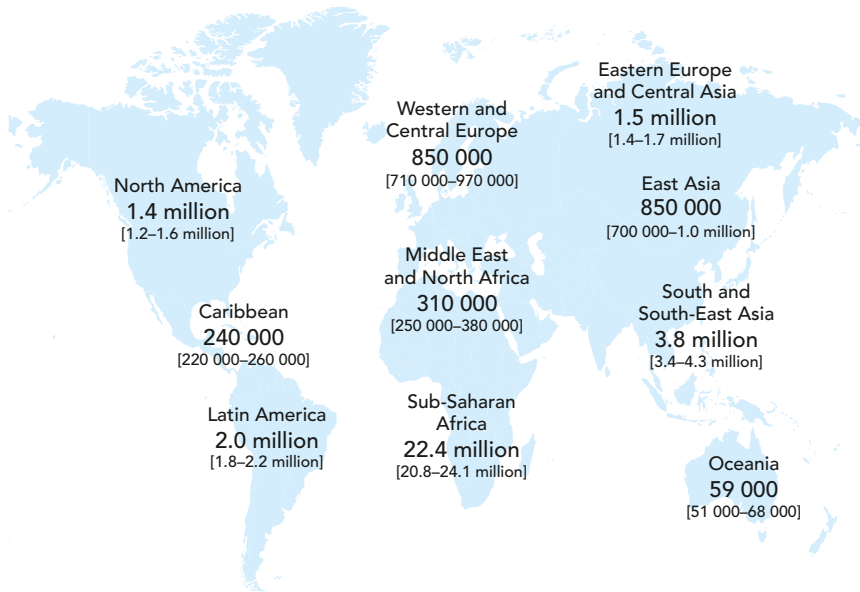 Eastern Europe
and Central Asia
1.5 million
[1.4–1.7 million]
Western and
Central Europe
850 000
[710 000–970 000]
North America
1.4 million
[1.2–1.6 million]
East Asia
850 000
[700 000–1.0 million]
Middle East
and North Africa
310 000
[250 000–380 000]
South and
South-East Asia
3.8 million
[3.4–4.3 million]
Caribbean
240 000
[220 000–260 000]
Latin America
2.0 million
[1.8–2.2 million]
Sub-Saharan
Africa
22.4 million
[20.8–24.1 million]
Oceania
59 000
[51 000–68 000]